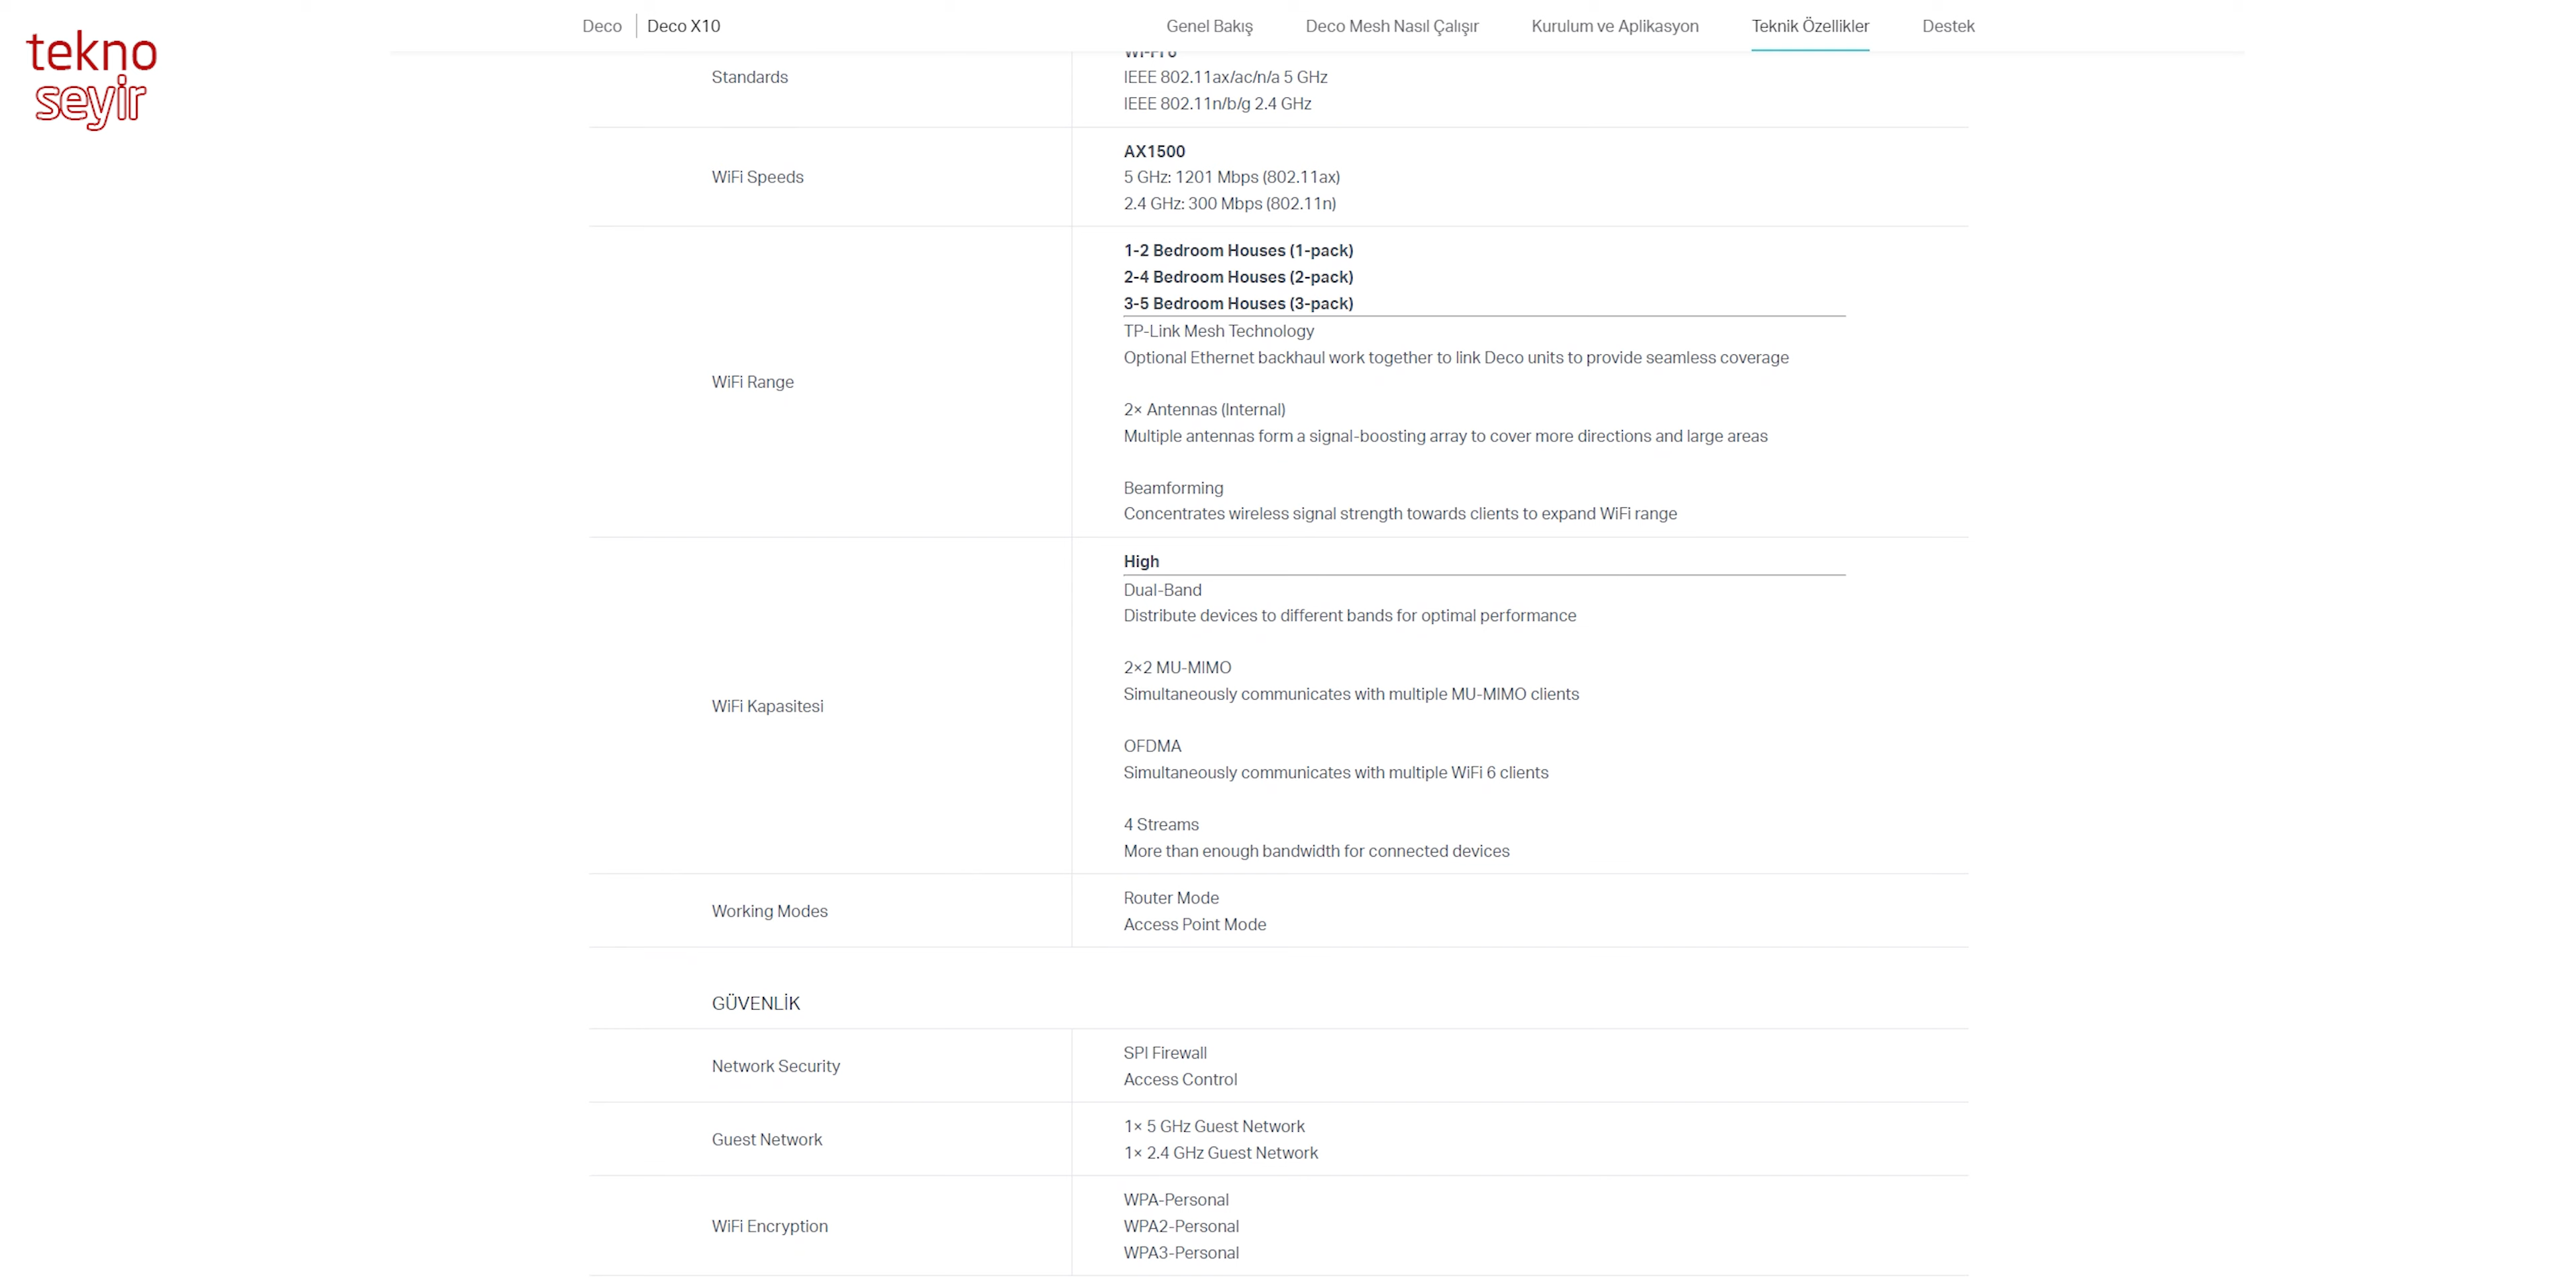 tekno
seyir
Deco
Deco X10
Genel Bakış
Deco Mesh Nasıl Çalışır
Kurulum ve Aplikasyon
Teknik Özellikler
Destek
Standards
IEEE 802.11ax/ac/n/a 5 GHz
IEEE 802.11n/b/g 2.4 GHz
WiFi Speeds
AX1500
5 GHz: 1201 Mbps (802.11ax)
2.4 GHz: 300 Mbps (802.11n)
WiFi Range
1-2 Bedroom Houses (1-pack)
2-4 Bedroom Houses (2-pack)
3-5 Bedroom Houses (3-pack)
TP-Link Mesh Technology
Optional Ethernet backhaul work together to link Deco units to provide seamless coverage
2× Antennas (Internal)
Multiple antennas form a signal-boosting array to cover more directions and large areas
Beamforming
Concentrates wireless signal strength towards clients to expand WiFi range
WiFi Kapasitesi
High
Dual-Band
Distribute devices to different bands for optimal performance
2×2 MU-MIMO
Simultaneously communicates with multiple MU-MIMO clients
OFDMA
Simultaneously communicates with multiple WiFi 6 clients
4 Streams
More than enough bandwidth for connected devices
Working Modes
Router Mode
Access Point Mode
GÜVENLİK
Network Security
SPI Firewall
Access Control
Guest Network
1× 5 GHz Guest Network
1× 2.4 GHz Guest Network
WiFi Encryption
WPA-Personal
WPA2-Personal
WPA3-Personal